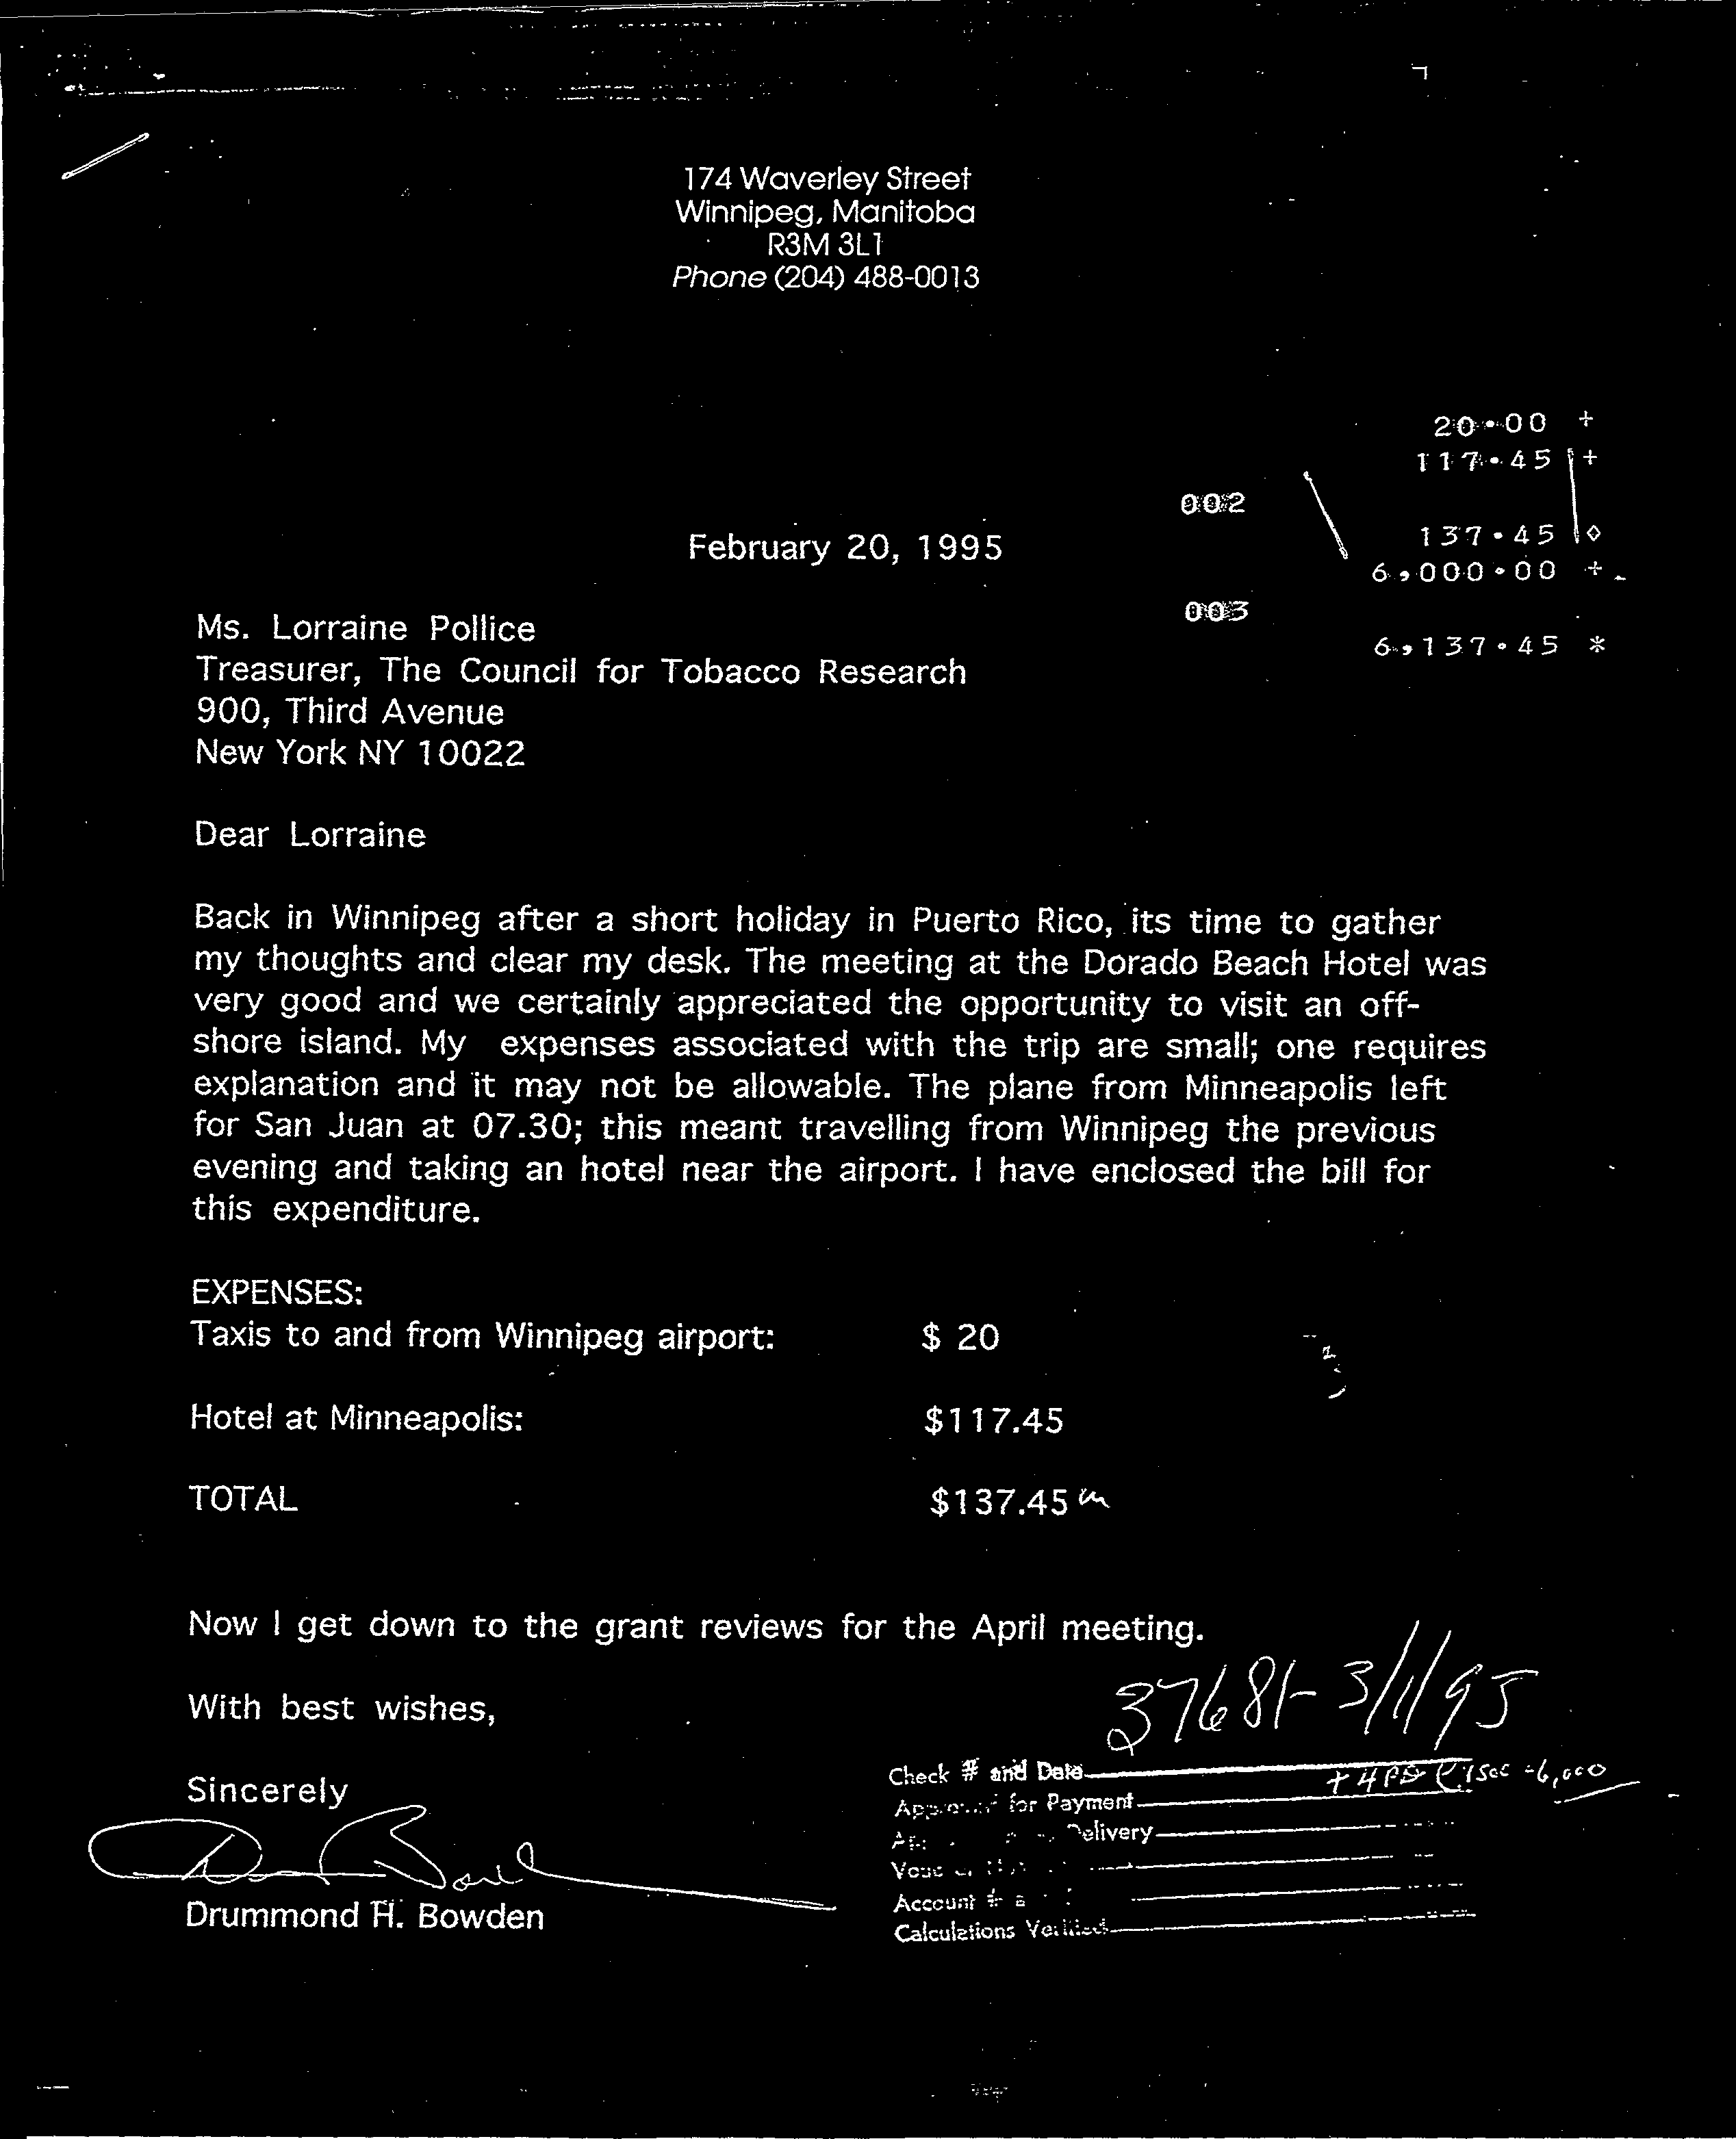 174 Waverley Street
Winnipeg, Manitoba
R3M 3L1
Phone (204) 488-0013
20.00 +
117.45 +
002
137.45 ◊
6,000.00 +
003
6,137.45 *
February 20, 1995
Ms. Lorraine Pollice
Treasurer, The Council for Tobacco Research
900, Third Avenue
New York NY 10022
Dear Lorraine
Back in Winnipeg after a short holiday in Puerto Rico, its time to gather
my thoughts and clear my desk. The meeting at the Dorado Beach Hotel was
very good and we certainly appreciated the opportunity to visit an off-
shore island. My expenses associated with the trip are small; one requires
explanation and it may not be allowable. The plane from Minneapolis left
for San Juan at 07.30; this meant travelling from Winnipeg the previous
evening and taking an hotel near the airport. I have enclosed the bill for
this expenditure.
EXPENSES:
Taxis to and from Winnipeg airport: $ 20
Hotel at Minneapolis: $117.45
TOTAL $137.45
Now I get down to the grant reviews for the April meeting.
With best wishes,
37681- 3/1/95
Sincerely
Check # and Date
6,000
Approved for Payment
Delivery
Account #
Drummond H. Bowden
Calculations Verified